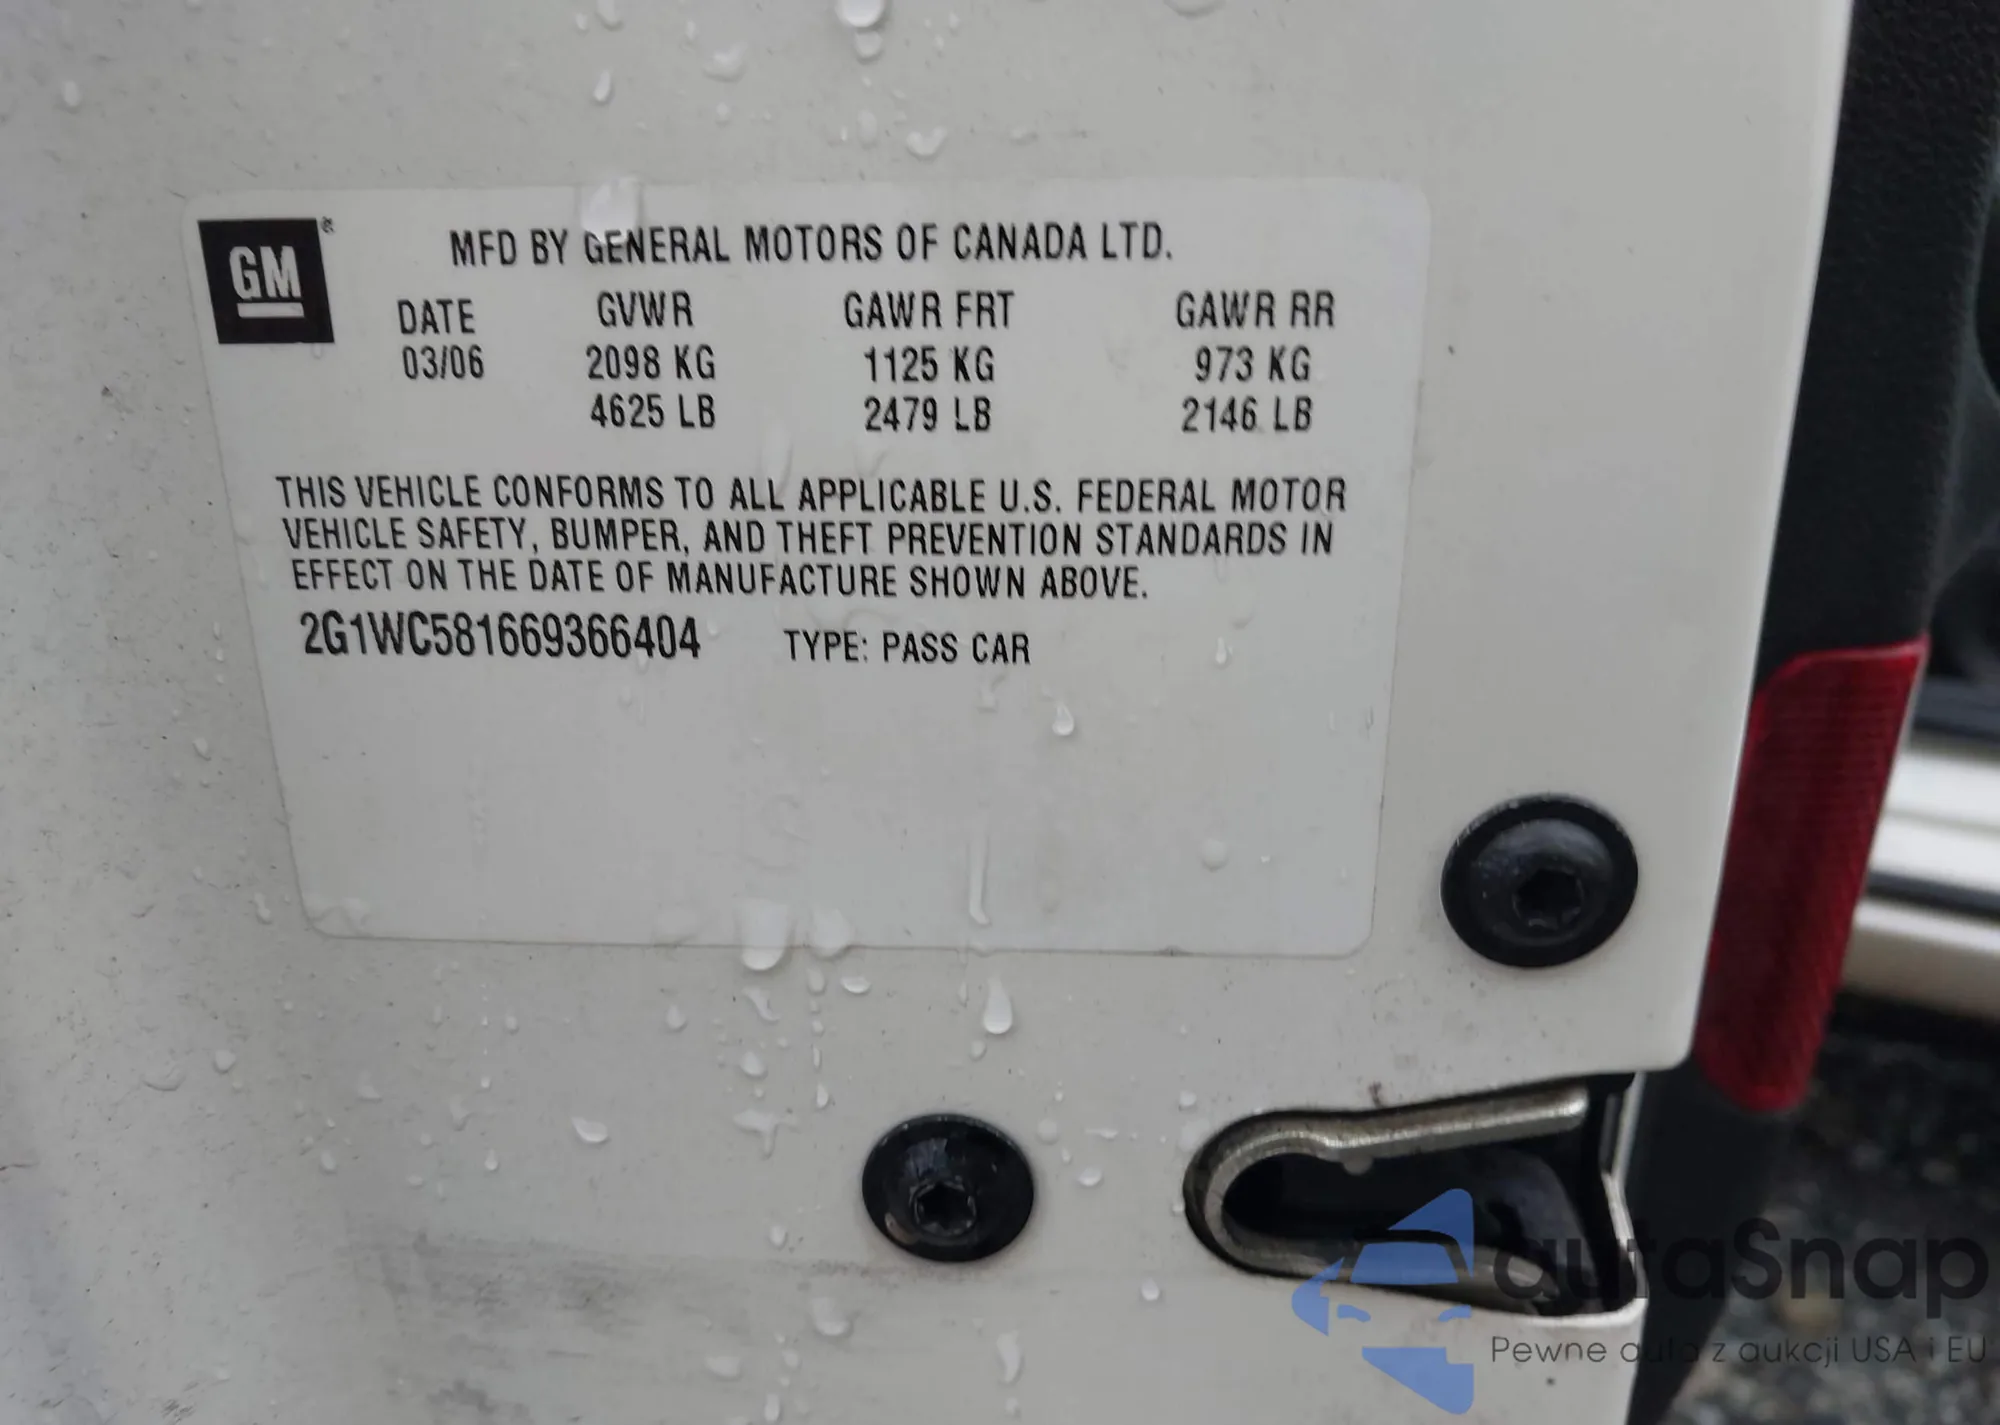 GM®
MFD BY GENERAL MOTORS OF CANADA LTD.
DATE GVWR GAWR FRT GAWR RR
03/06 2098 KG 1125 KG 973 KG
4625 LB 2479 LB 2146 LB
THIS VEHICLE CONFORMS TO ALL APPLICABLE U.S. FEDERAL MOTOR
VEHICLE SAFETY, BUMPER, AND THEFT PREVENTION STANDARDS IN
EFFECT ON THE DATE OF MANUFACTURE SHOWN ABOVE.
2G1WC581669366404 TYPE: PASS CAR
autaSnap
Pewne auta z aukcji USA i EU